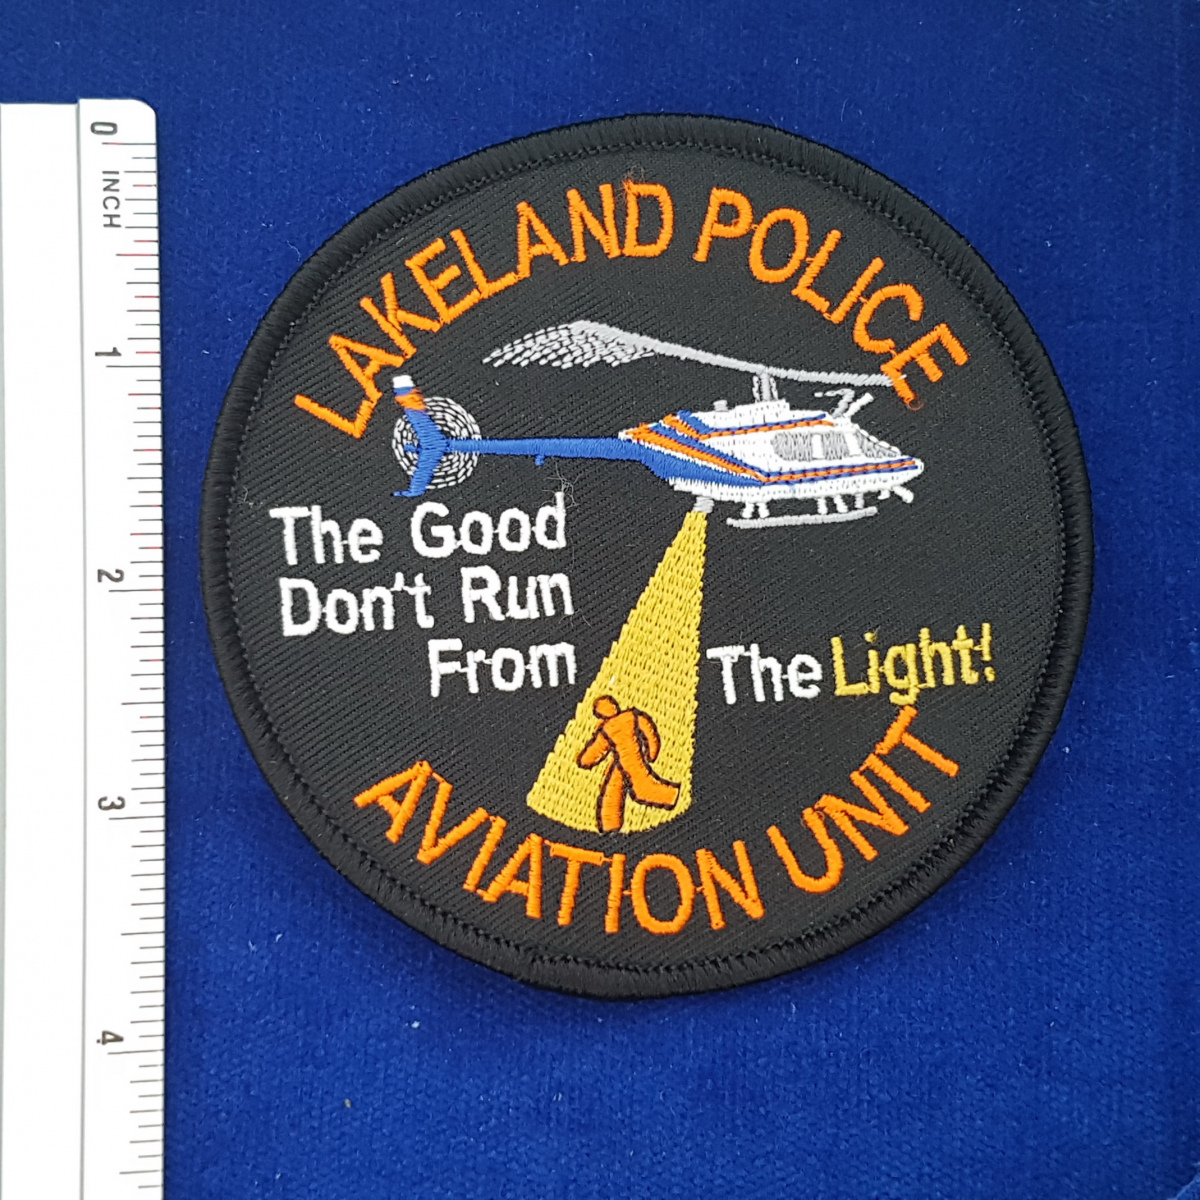 LAKELAND POLICE
The Good
Don't Run
From The Light!
AVIATION UNIT
0
INCH
1
2
3
4